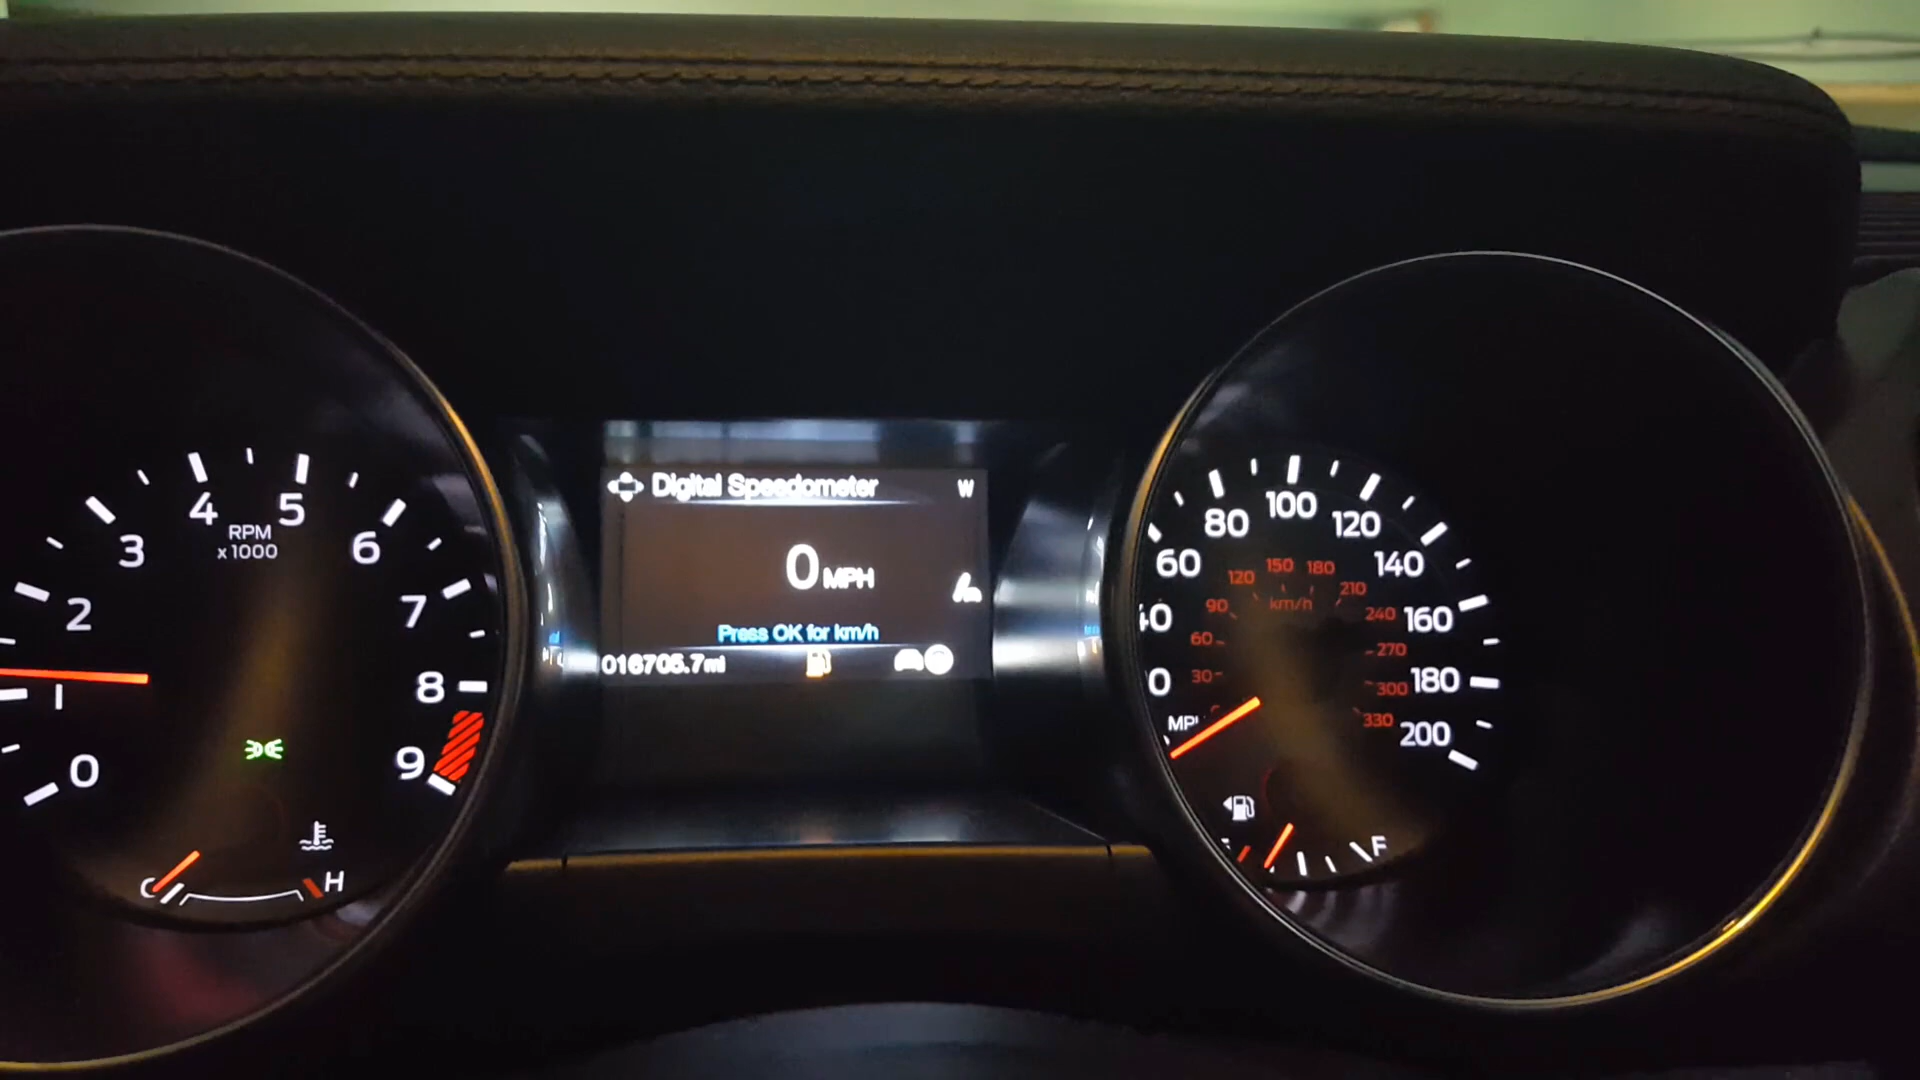 Digital Speedometer
W
0 MPH
Press OK for km/h
016705.7mi
0
1
2
3
4
5
6
7
8
9
RPM
x1000
C
H
60
80
100
120
140
160
180
200
30
60
90
120
150
180
210
240
270
300
330
km/h
F